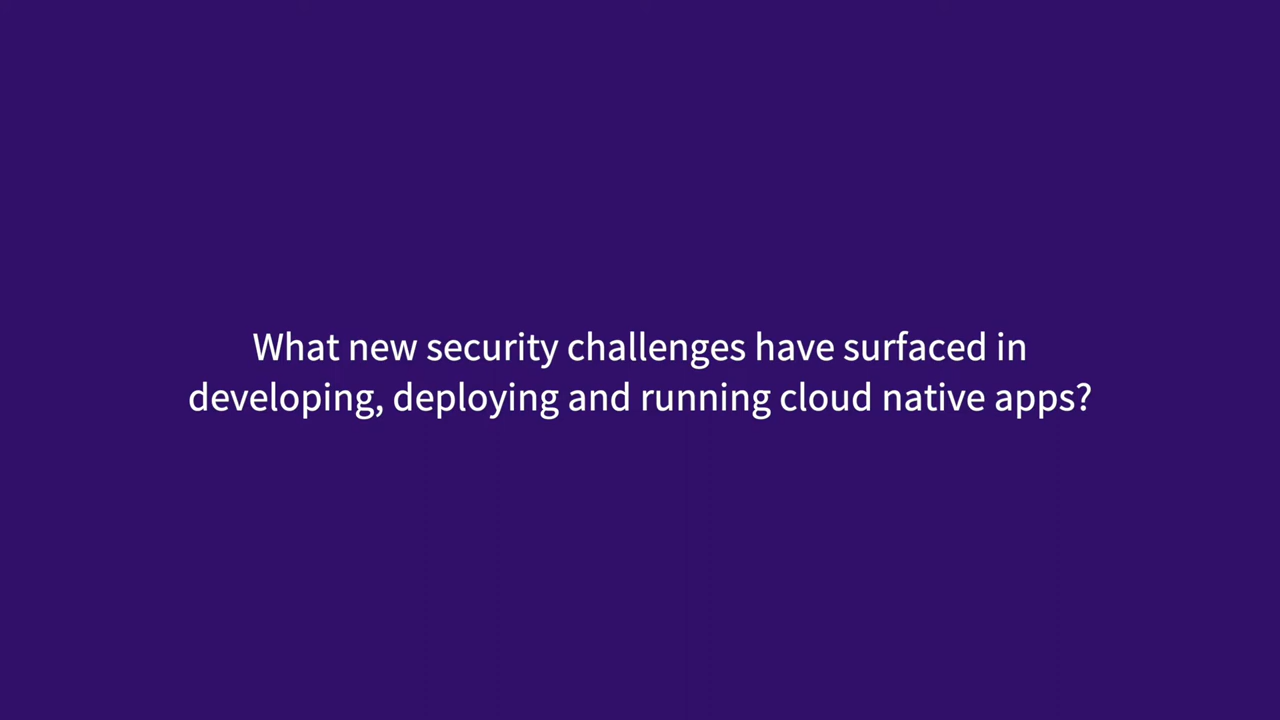 What new security challenges have surfaced in
developing, deploying and running cloud native apps?